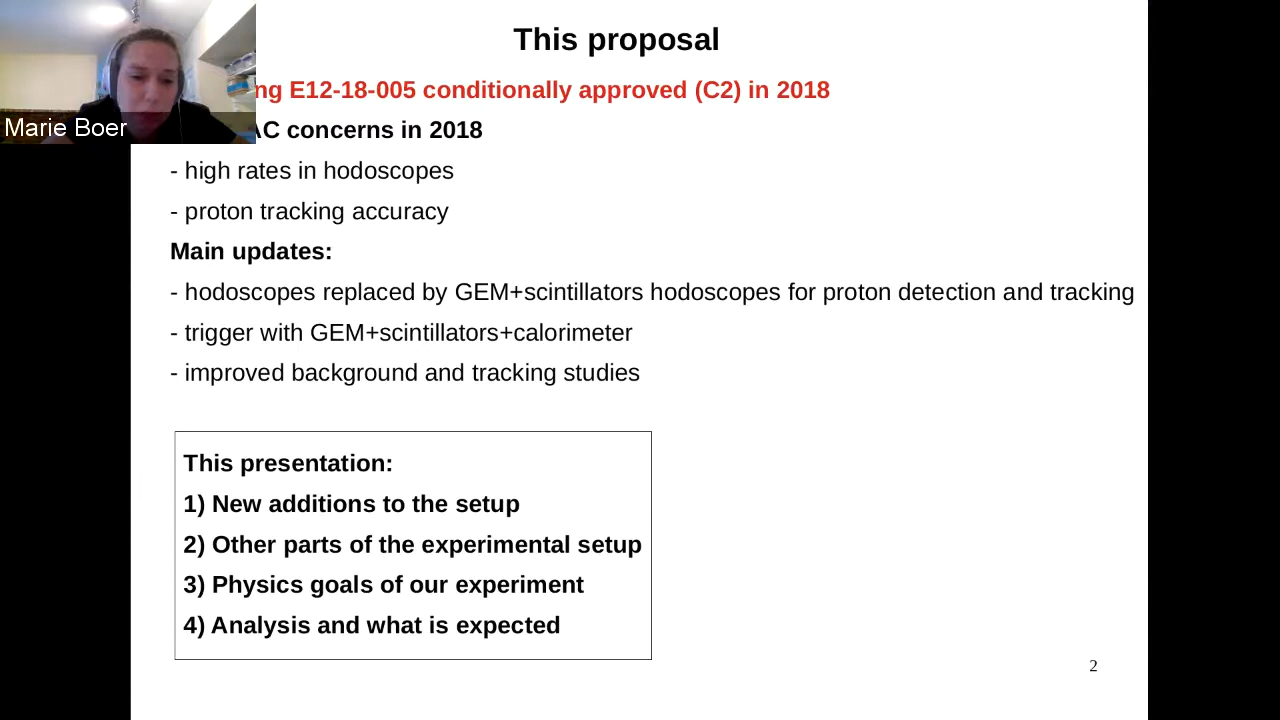 This proposal
E12-18-005 conditionally approved (C2) in 2018
Marie Boer
concerns in 2018
- high rates in hodoscopes
- proton tracking accuracy
Main updates:
- hodoscopes replaced by GEM+scintillators hodoscopes for proton detection and tracking
- trigger with GEM+scintillators+calorimeter
- improved background and tracking studies
This presentation:
1) New additions to the setup
2) Other parts of the experimental setup
3) Physics goals of our experiment
4) Analysis and what is expected
2